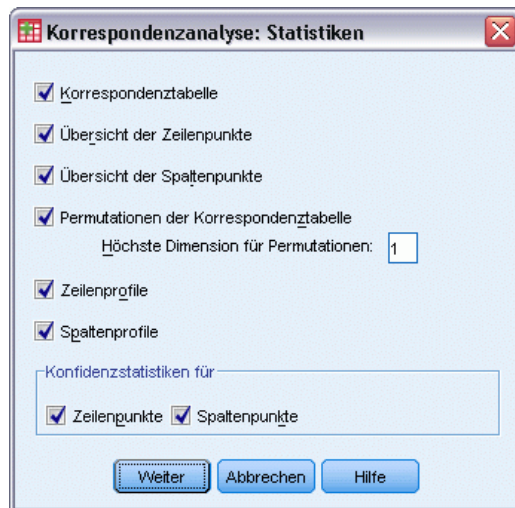 Korrespondenzanalyse: Statistiken
Korrespondenztabelle
Übersicht der Zeilenpunkte
Übersicht der Spaltenpunkte
Permutationen der Korrespondenztabelle
Höchste Dimension für Permutationen: 1
Zeilenprofile
Spaltenprofile
Konfidenzstatistiken für
Zeilenpunkte Spaltenpunkte
Weiter Abbrechen Hilfe